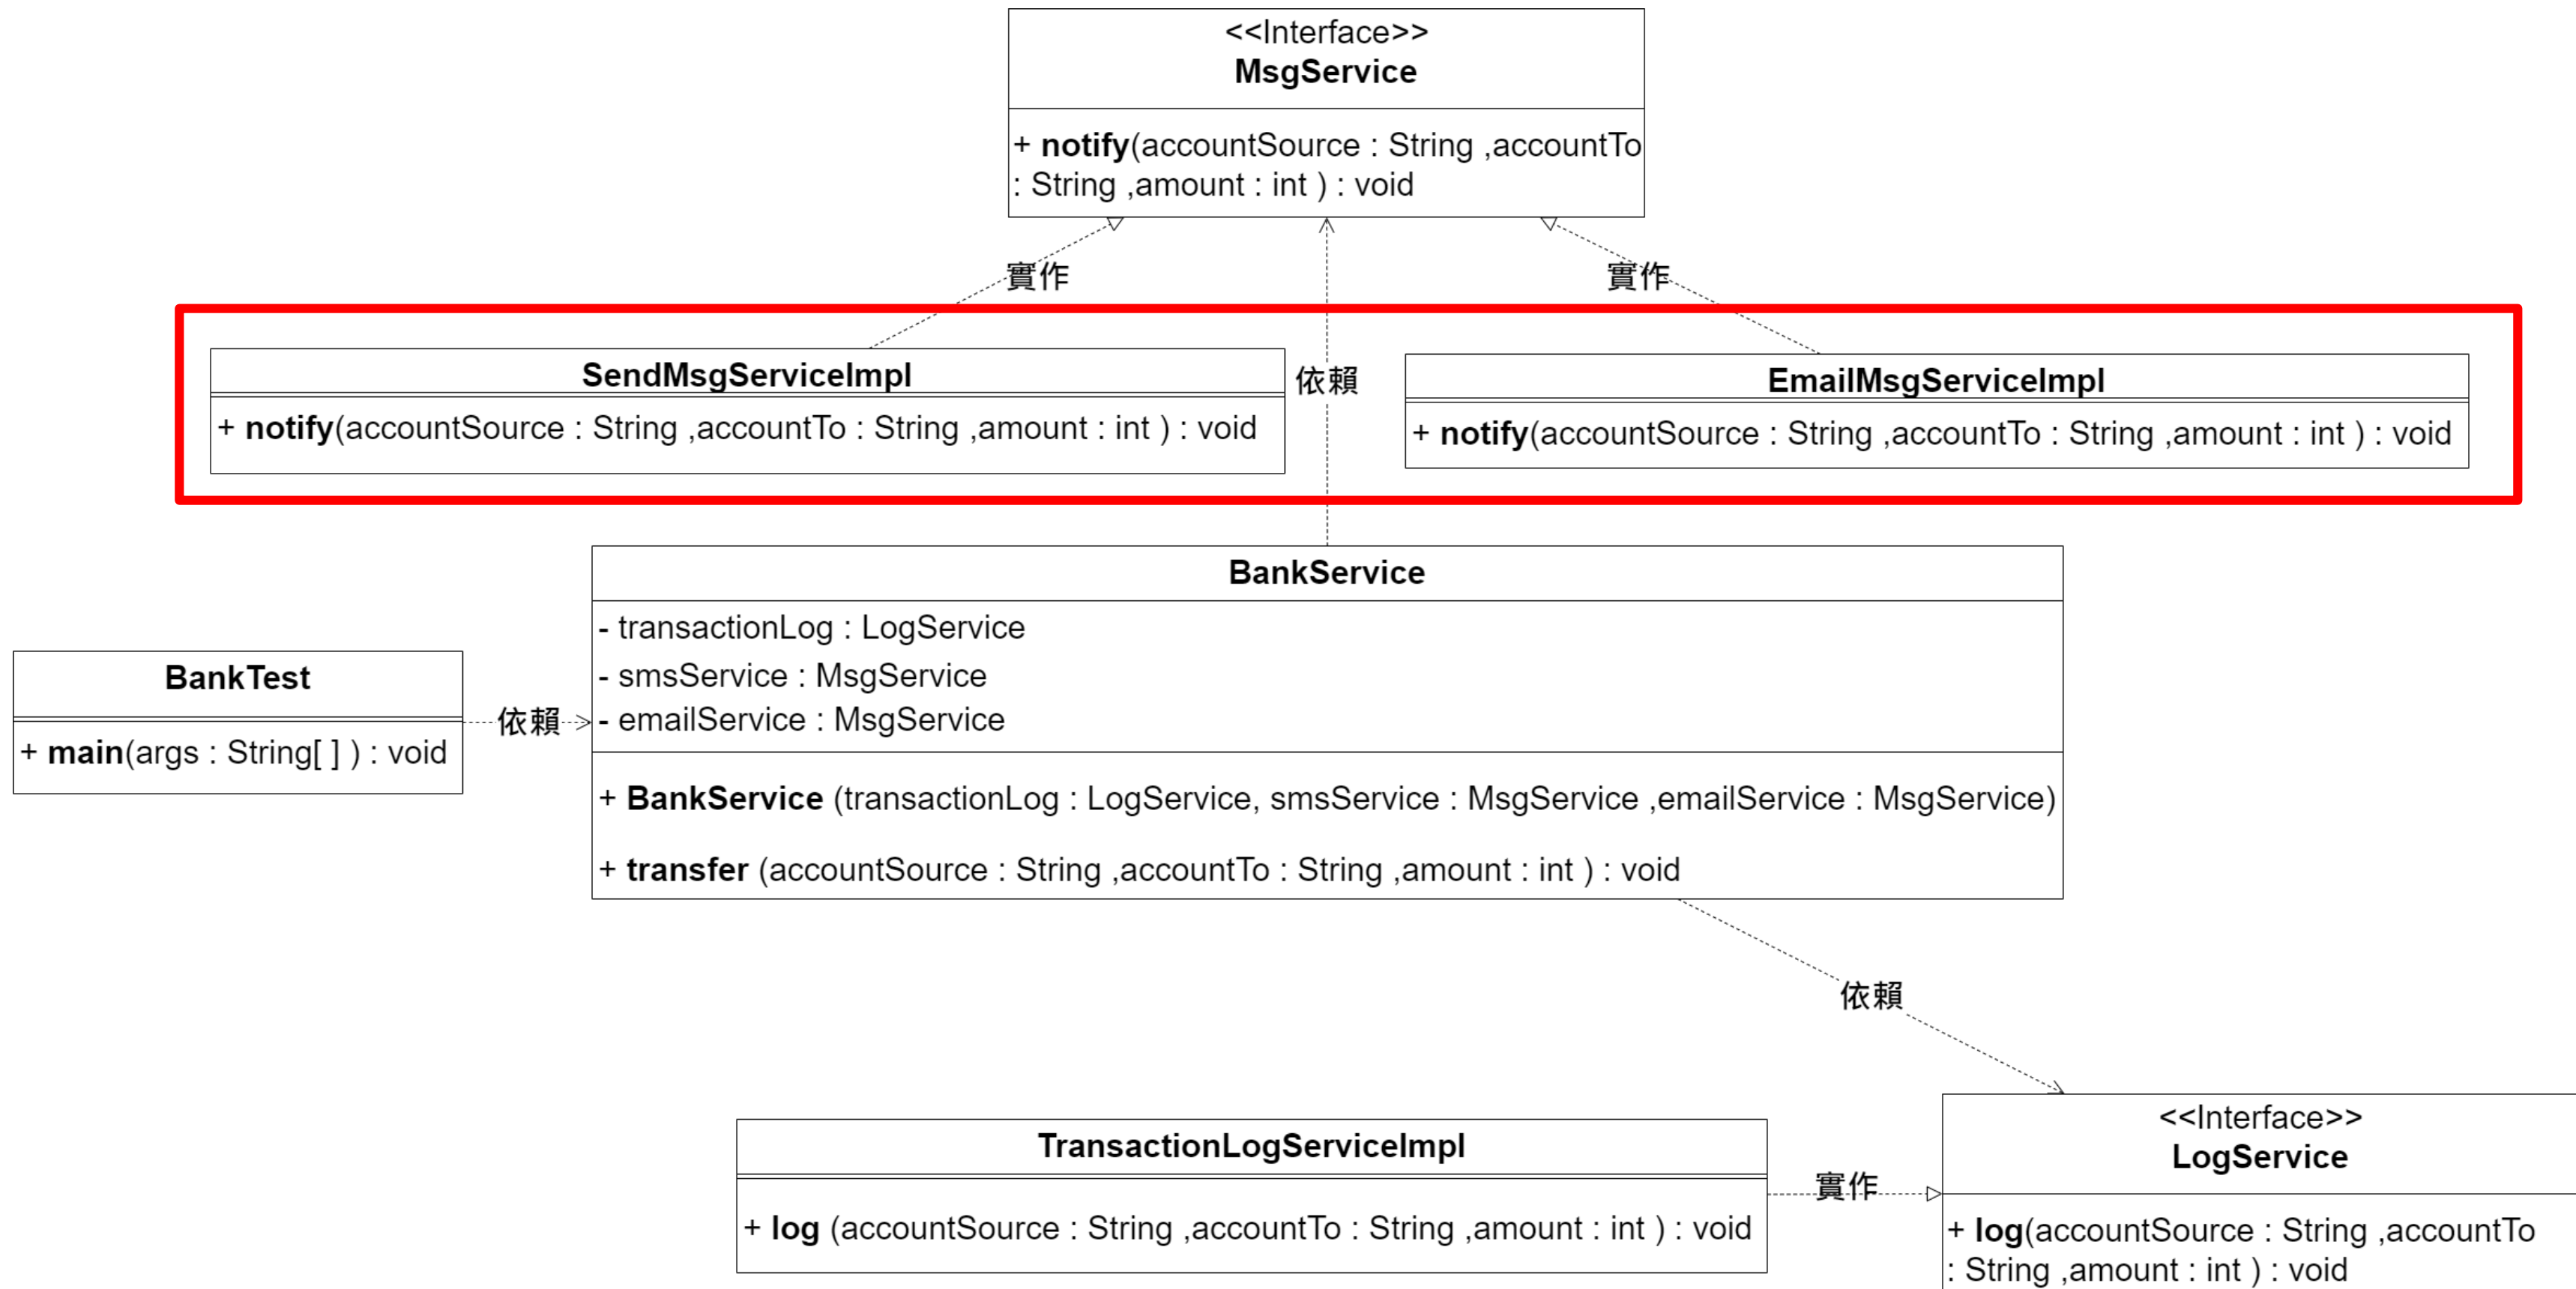 <<Interface>>
MsgService
+ notify(accountSource : String ,accountTo
: String ,amount : int ) : void
實作
實作
SendMsgServiceImpl
+ notify(accountSource : String ,accountTo : String ,amount : int ) : void
依賴
EmailMsgServiceImpl
+ notify(accountSource : String ,accountTo : String ,amount : int ) : void
BankService
- transactionLog : LogService
- smsService : MsgService
- emailService : MsgService
+ BankService (transactionLog : LogService, smsService : MsgService ,emailService : MsgService)
+ transfer (accountSource : String ,accountTo : String ,amount : int ) : void
BankTest
+ main(args : String[ ] ) : void
依賴
依賴
TransactionLogServiceImpl
+ log (accountSource : String ,accountTo : String ,amount : int ) : void
實作
<<Interface>>
LogService
+ log(accountSource : String ,accountTo
: String ,amount : int ) : void